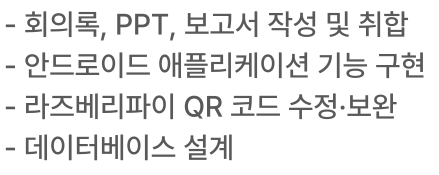 - 회의록, PPT, 보고서 작성 및 취합
- 안드로이드 애플리케이션 기능 구현
- 라즈베리파이 QR 코드 수정·보완
- 데이터베이스 설계